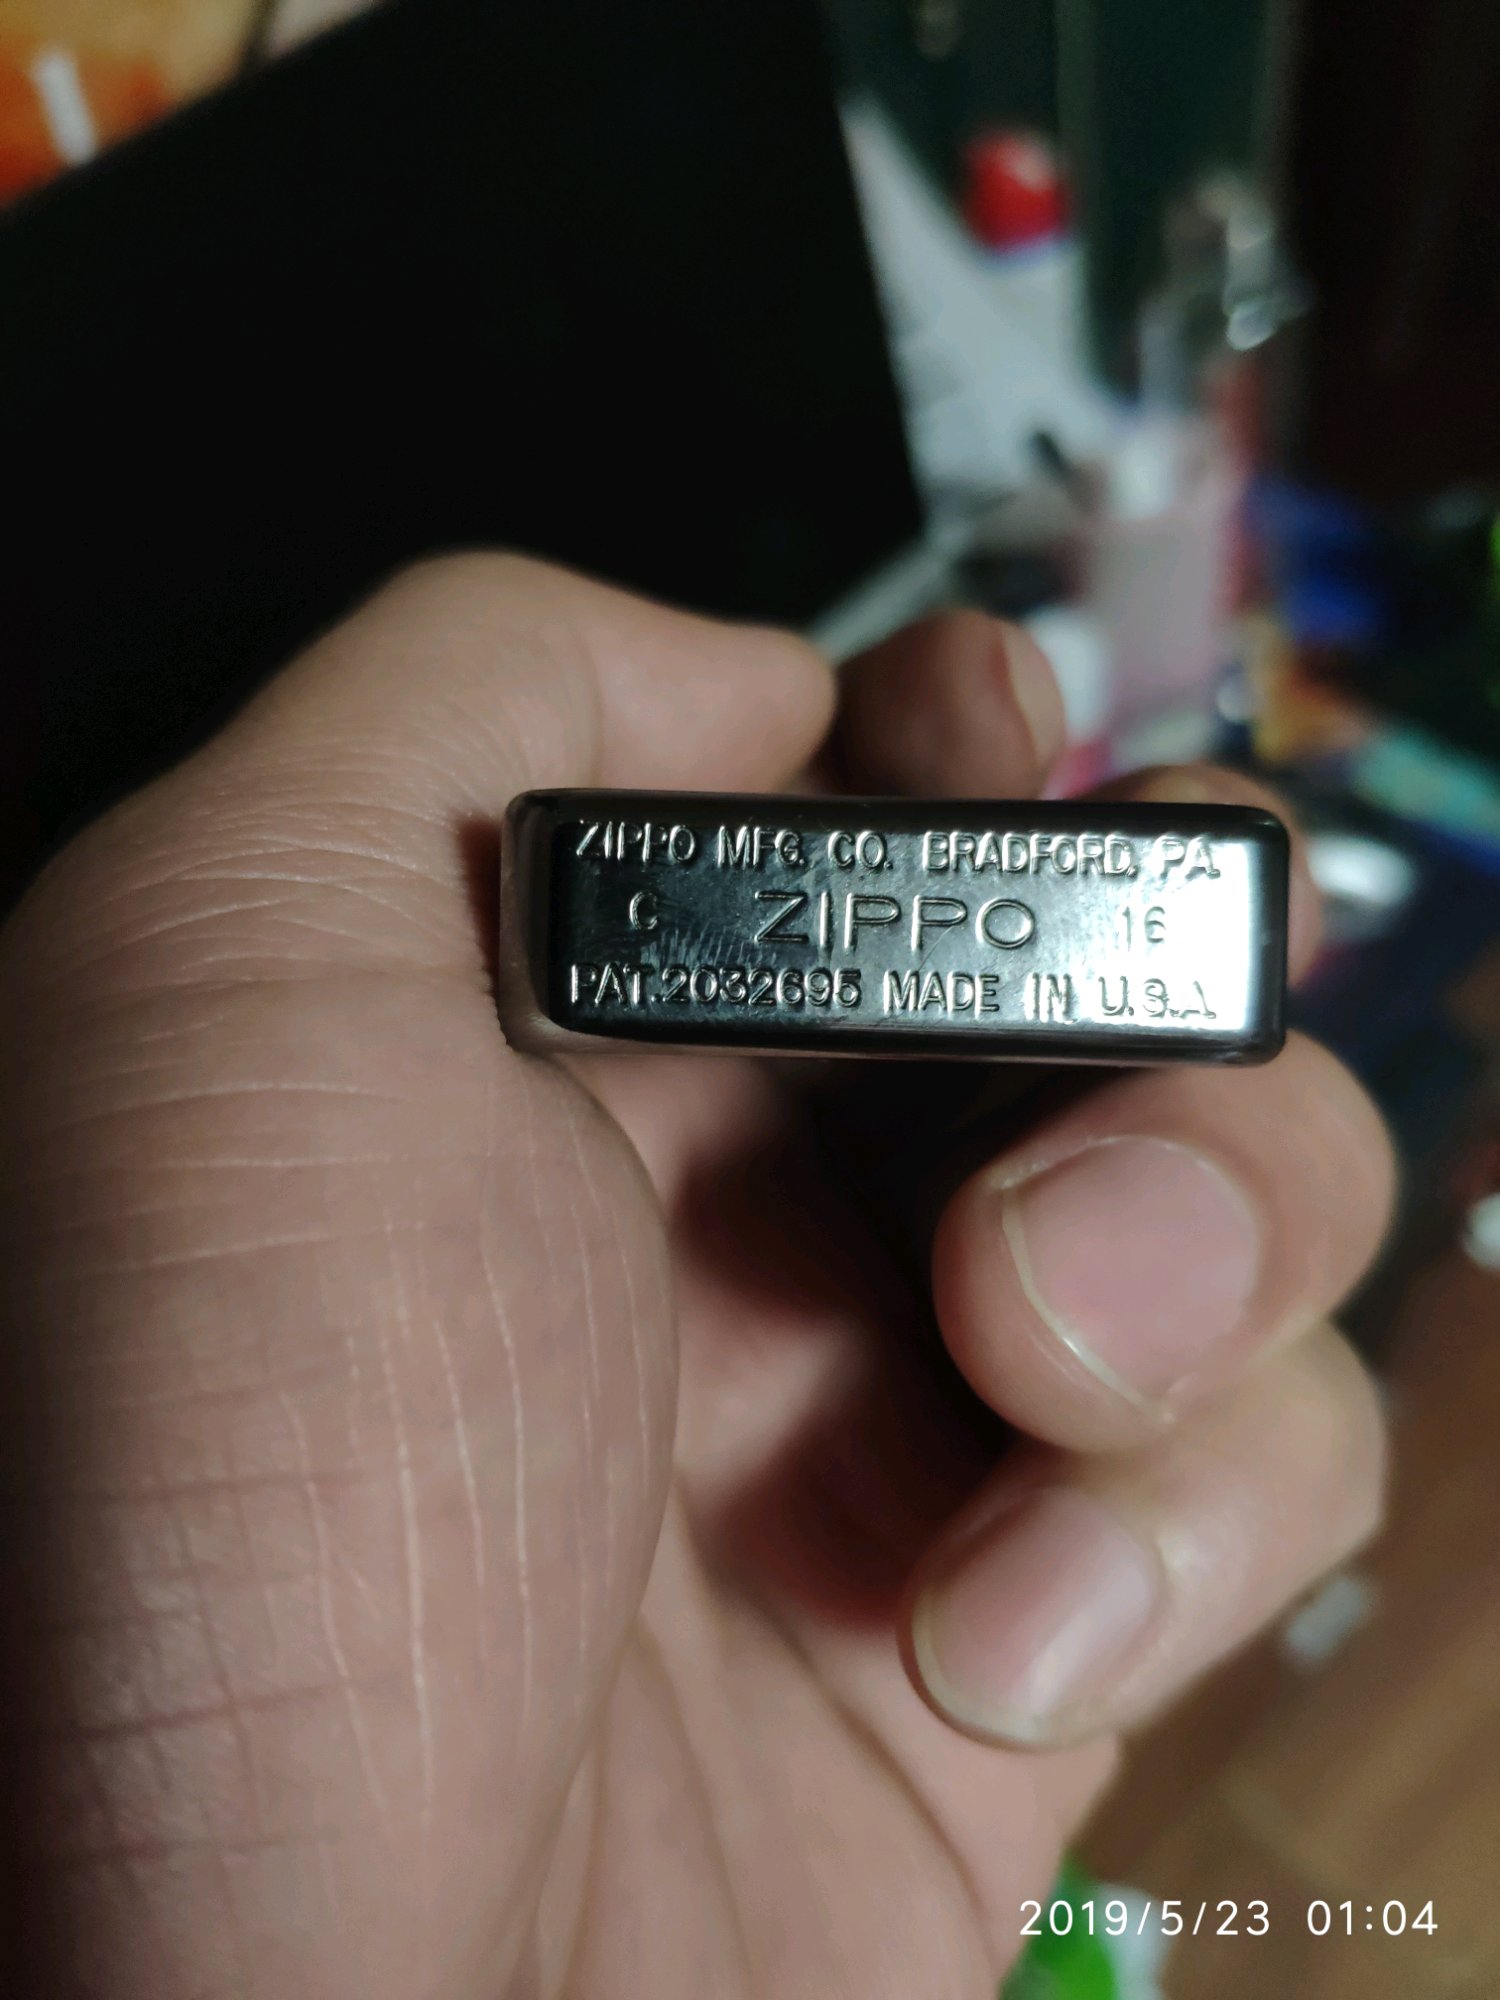 ZIPPO MFG. CO. BRADFORD, PA.
C ZIPPO 16
PAT.2032695 MADE IN U.S.A
2019/5/23 01:04